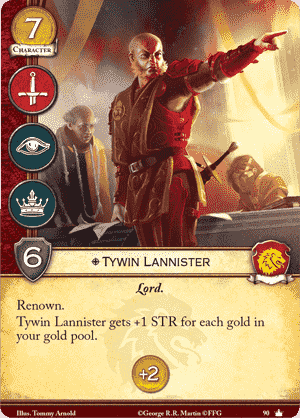 7
CHARACTER
6
TYWIN LANNISTER
Lord.
Renown.
Tywin Lannister gets +1 STR for each gold in
your gold pool.
+2
Illus. Tommy Arnold ©George R.R. Martin ©FFG 90